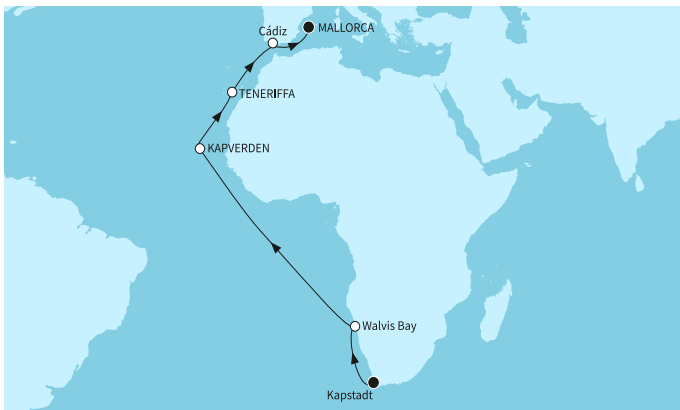 Cádiz
MALLORCA
TENERIFFA
KAPVERDEN
Walvis Bay
Kapstadt